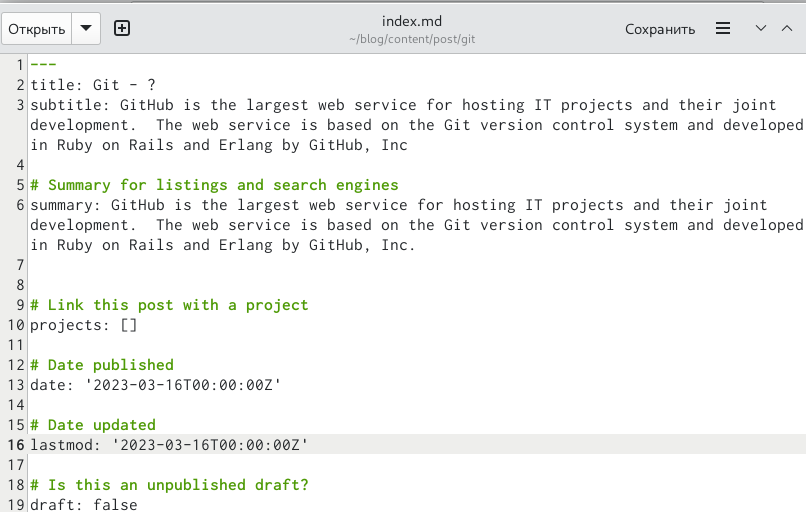 Открыть
index.md
~/blog/content/post/git
Сохранить
1 ---
2 title: Git - ?
3 subtitle: GitHub is the largest web service for hosting IT projects and their joint
development.  The web service is based on the Git version control system and developed
in Ruby on Rails and Erlang by GitHub, Inc
4
5 # Summary for listings and search engines
6 summary: GitHub is the largest web service for hosting IT projects and their joint
development.  The web service is based on the Git version control system and developed
in Ruby on Rails and Erlang by GitHub, Inc.
7
8
9 # Link this post with a project
10 projects: []
11
12 # Date published
13 date: '2023-03-16T00:00:00Z'
14
15 # Date updated
16 lastmod: '2023-03-16T00:00:00Z'
17
18 # Is this an unpublished draft?
19 draft: false